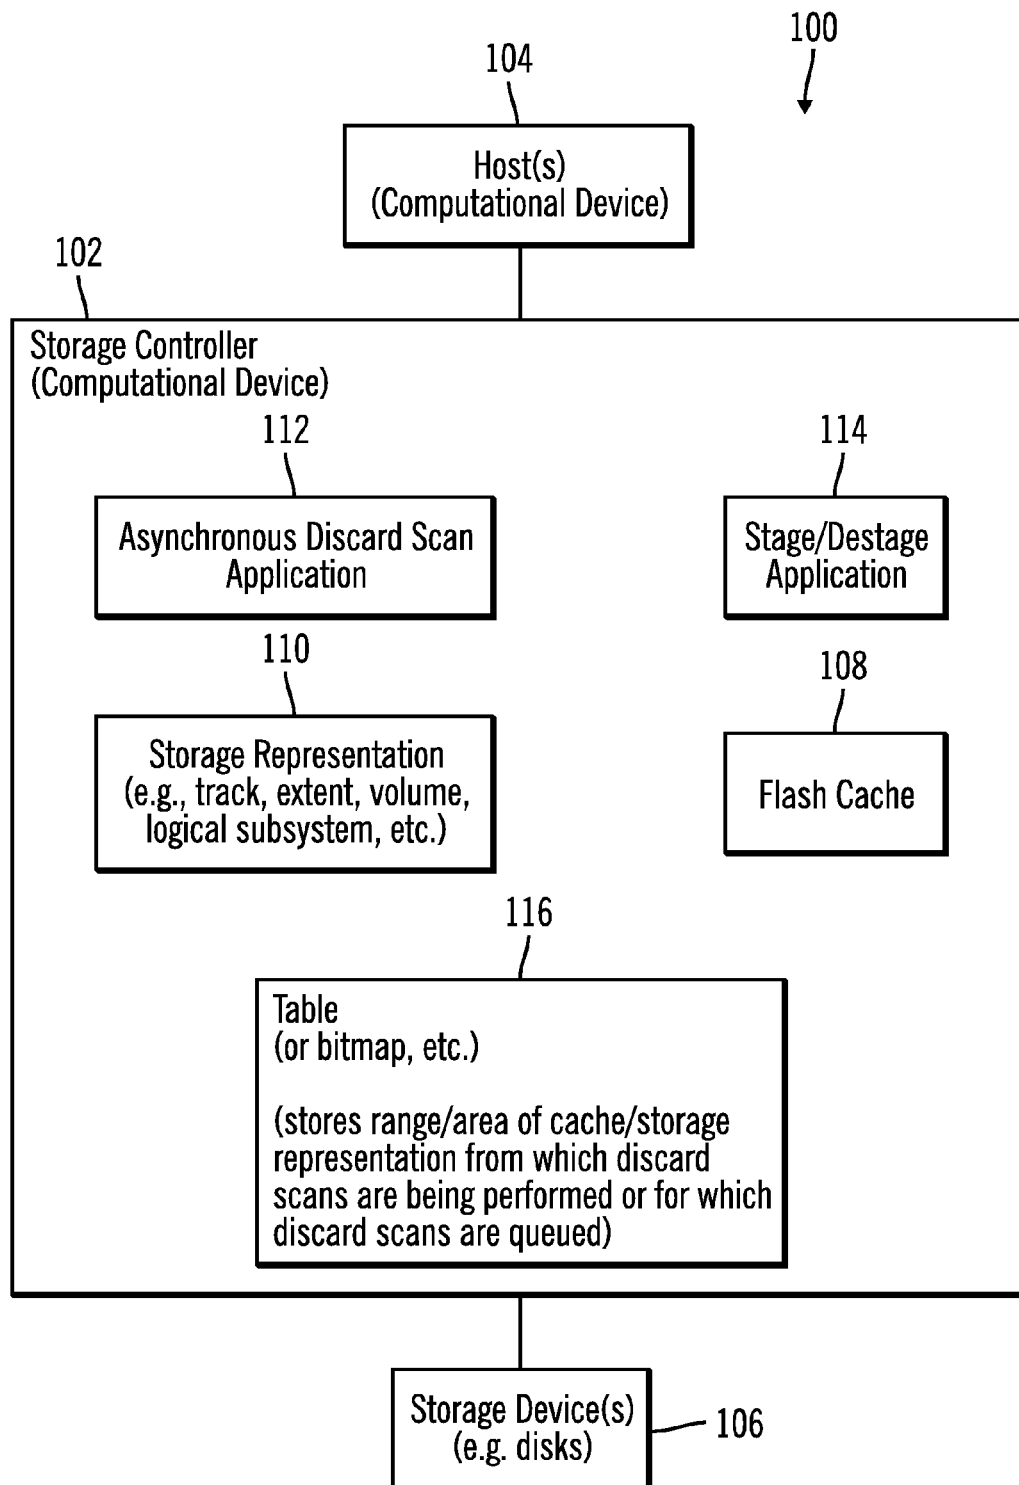 100
104
Host(s)
(Computational Device)
102
Storage Controller
(Computational Device)
112
114
Asynchronous Discard Scan
Application
Stage/Destage
Application
110
108
Storage Representation
(e.g., track, extent, volume,
logical subsystem, etc.)
Flash Cache
116
Table
(or bitmap, etc.)
(stores range/area of cache/storage
representation from which discard
scans are being performed or for which
discard scans are queued)
Storage Device(s)
(e.g. disks)
106